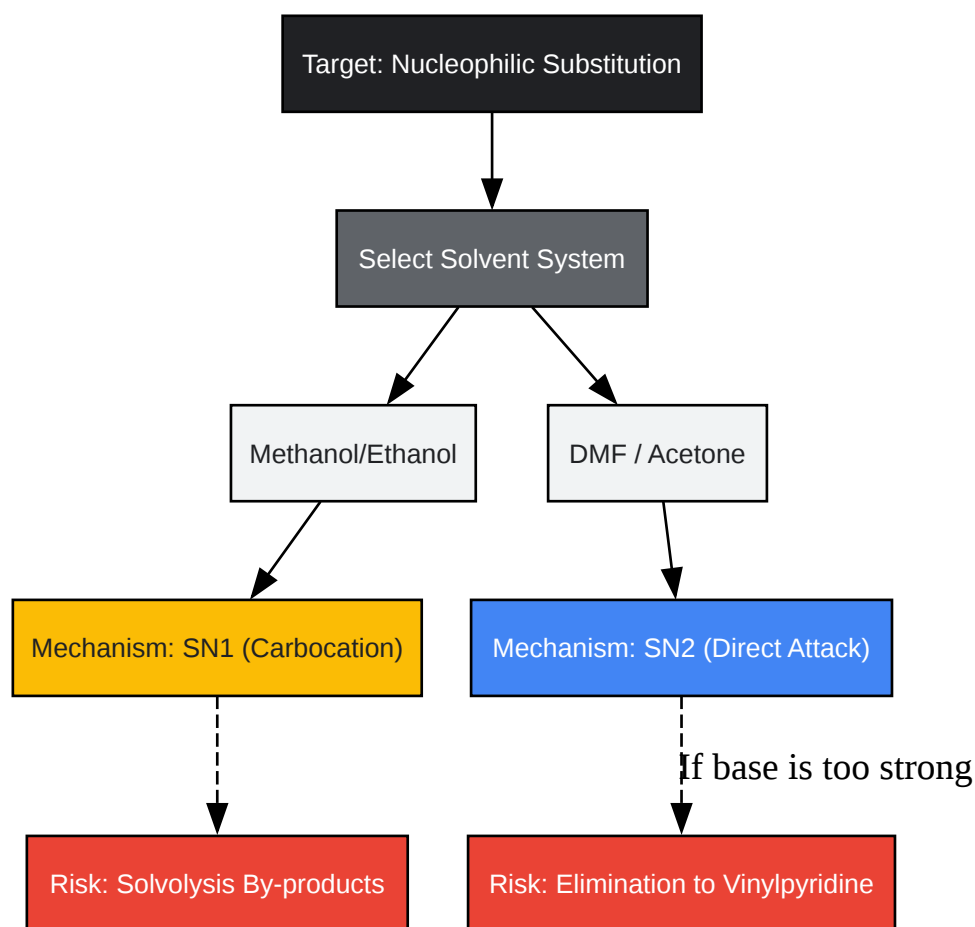 Target: Nucleophilic Substitution
Select Solvent System
Methanol/Ethanol
DMF / Acetone
Mechanism: SN1 (Carbocation)
Mechanism: SN2 (Direct Attack)
If base is too strong
Risk: Solvolysis By-products
Risk: Elimination to Vinylpyridine